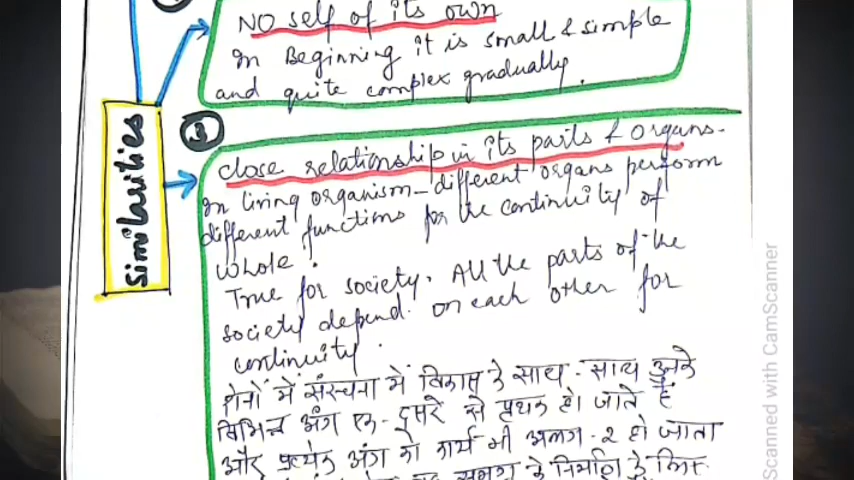 NO self of its own
In Beginning it is small & simple
and quite complex gradually.
Similarities
3
Close relationship in its parts & organs.
In living organism - different organs perform
different functions for the continuity of
whole.
True for society. All the parts of the
society depend on each other for
continuity.
दोनों में संरचना में विकास के साथ-साथ उनके
विभिन्न अंग एक-दूसरे से पृथक हो जाते हैं
और प्रत्येक अंग का कार्य भी अलग-2 हो जाता
समग्र के निर्वाह के लिए
Scanned with CamScanner